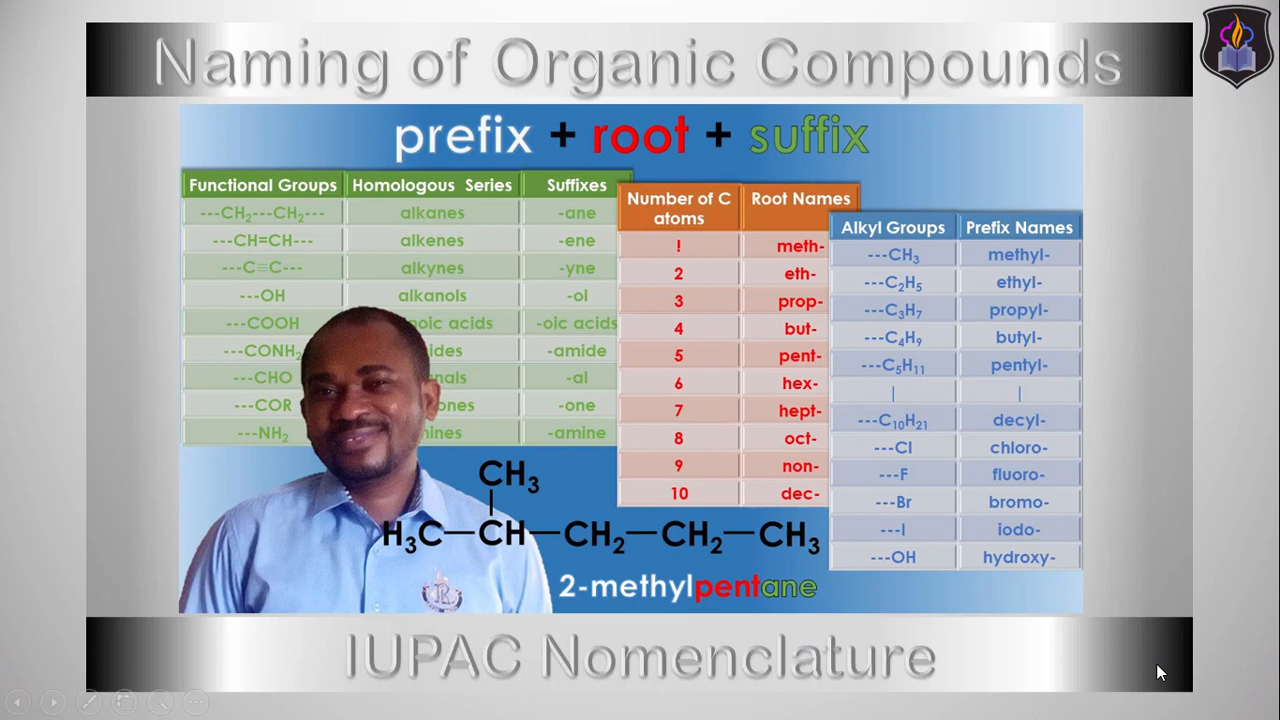 Naming of Organic Compounds
prefix + root + suffix
Functional Groups Homologous Series Suffixes
---CH₂---CH₂--- alkanes -ane
---CH=CH--- alkenes -ene
---C≡C--- alkynes -yne
---OH alkanols -ol
---COOH noic acids -oic acids
---CONH₂ ides -amide
---CHO nals -al
---COR ones -one
---NH₂ mines -amine
Number of C atoms Root Names
! meth-
2 eth-
3 prop-
4 but-
5 pent-
6 hex-
7 hept-
8 oct-
9 non-
10 dec-
Alkyl Groups Prefix Names
---CH₃ methyl-
---C₂H₅ ethyl-
---C₃H₇ propyl-
---C₄H₉ butyl-
---C₅H₁₁ pentyl-
| |
---C₁₀H₂₁ decyl-
---Cl chloro-
---F fluoro-
---Br bromo-
---I iodo-
---OH hydroxy-
CH₃
|
H₃C—CH—CH₂—CH₂—CH₃
2-methylpentane
IUPAC Nomenclature